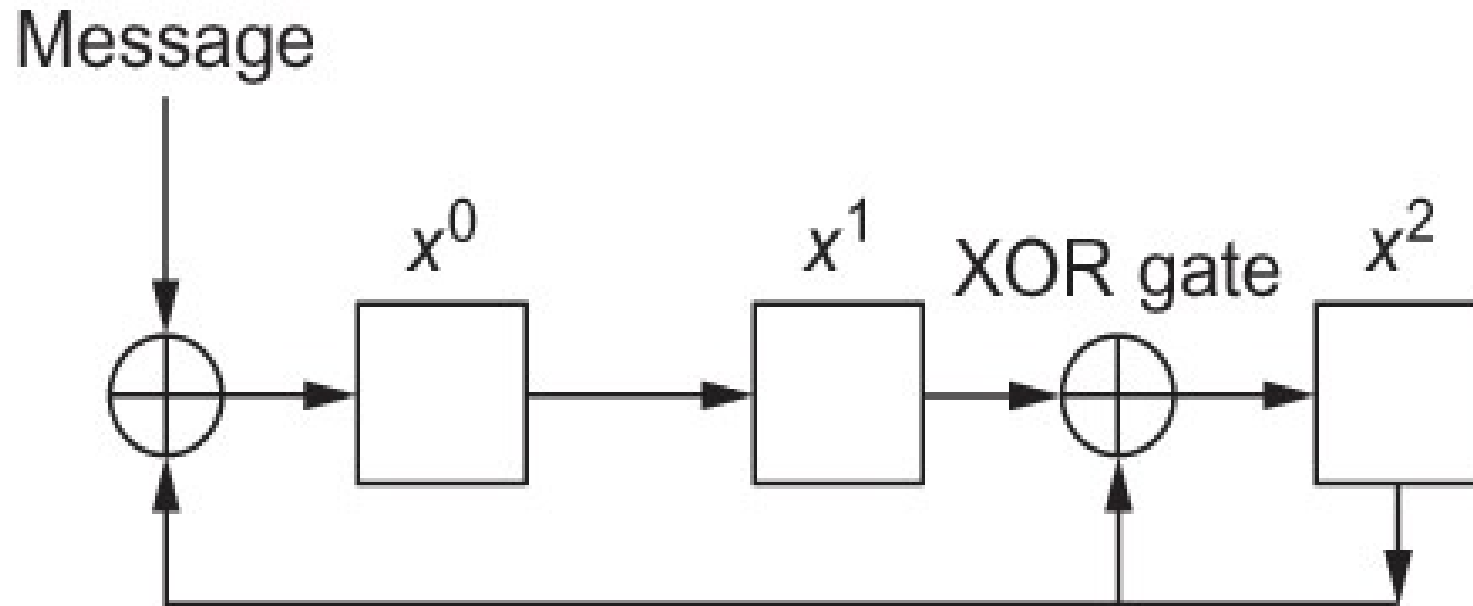 Message
x⁰
x¹
XOR gate
x²